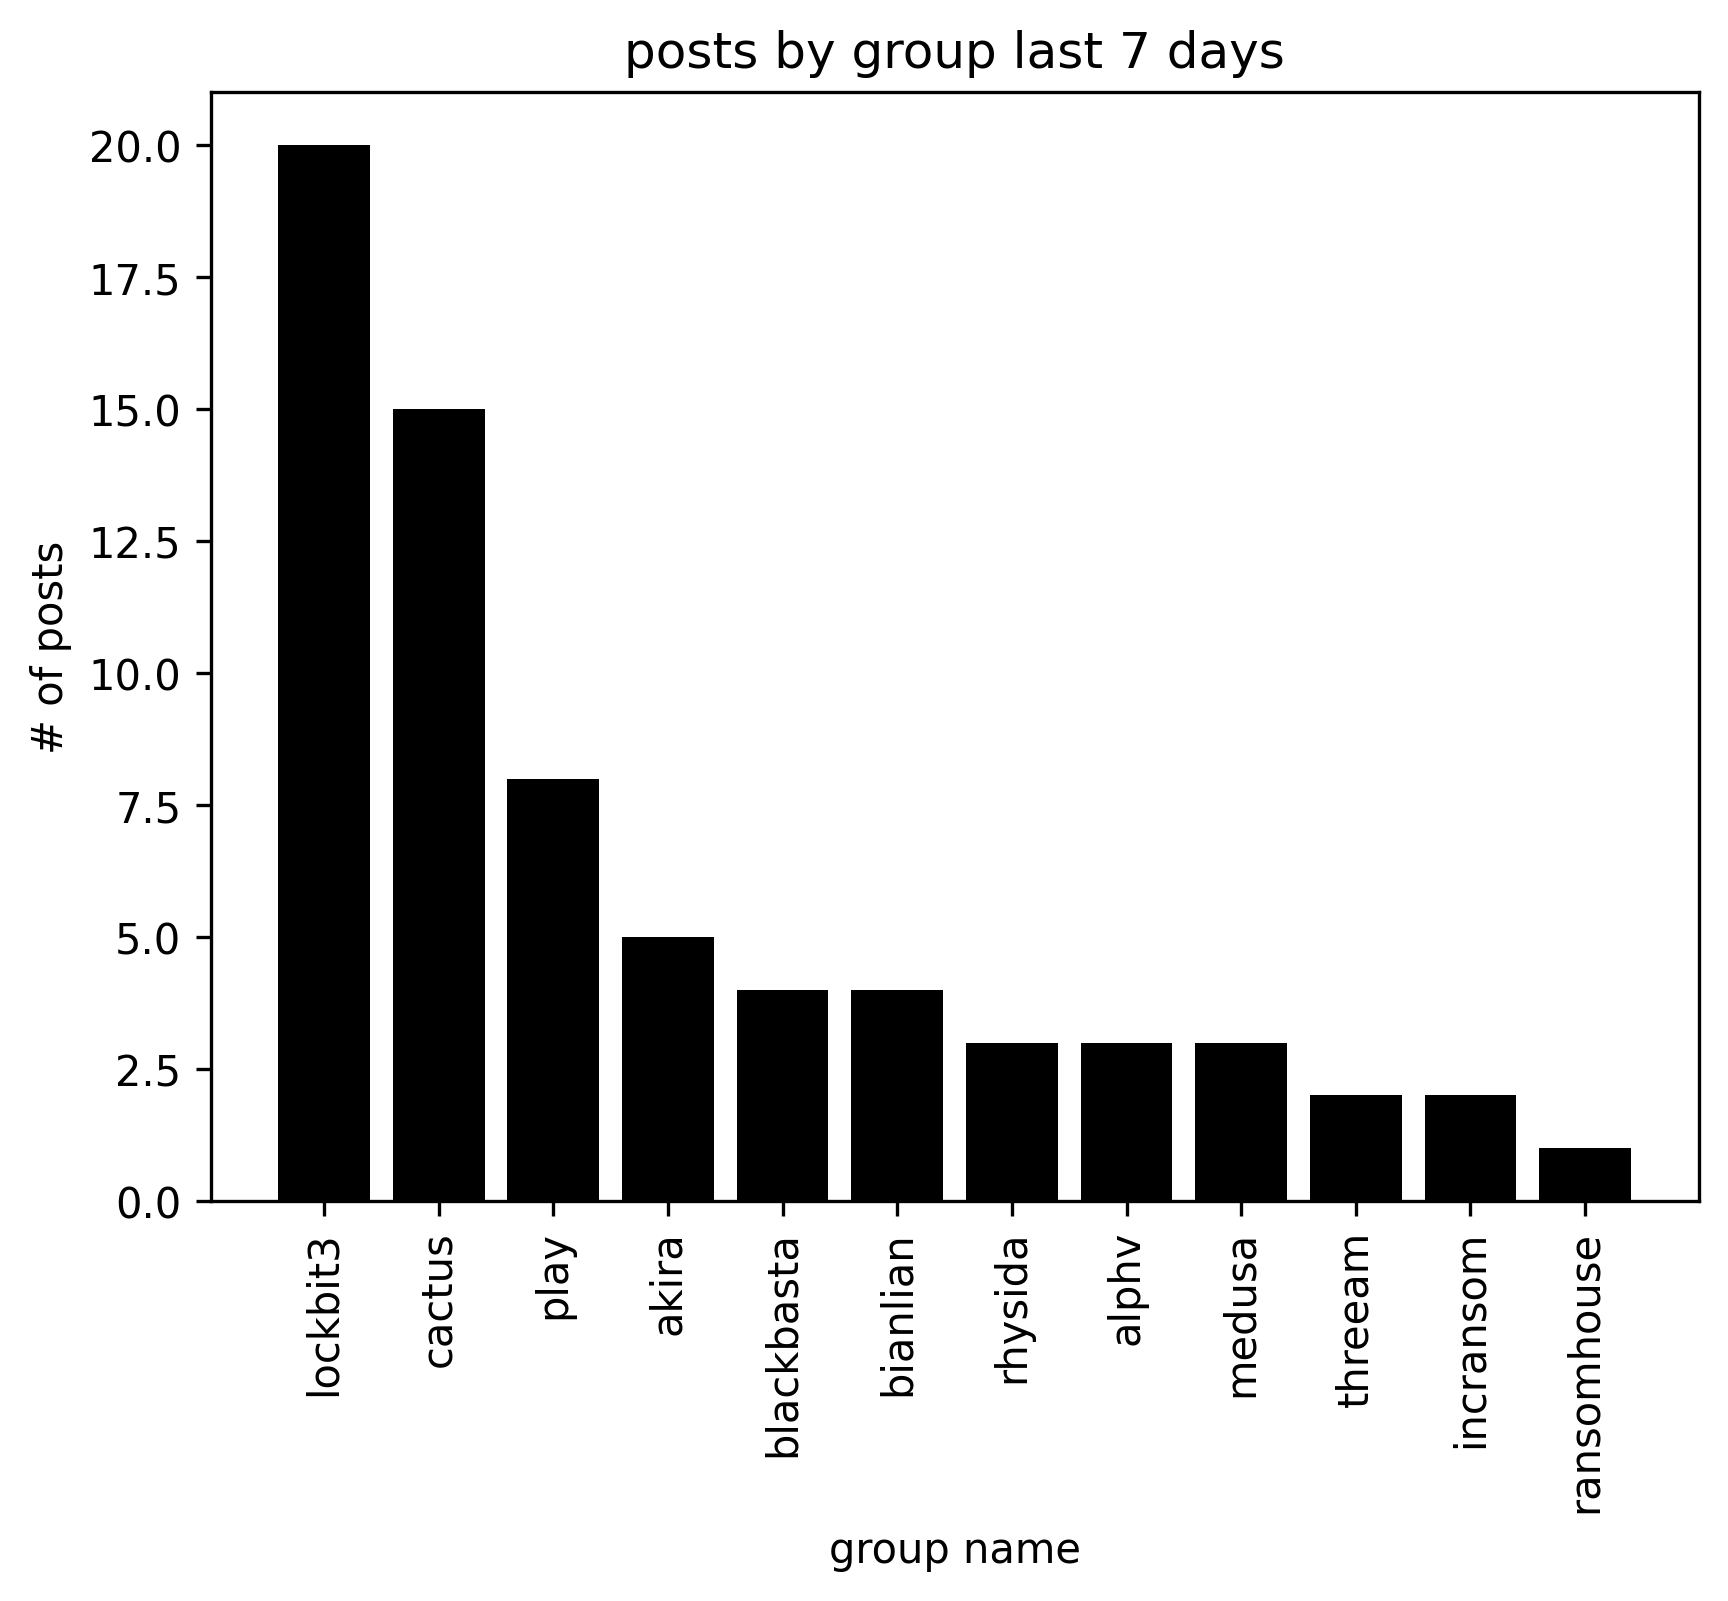 posts by group last 7 days
20.0
17.5
15.0
12.5
10.0
7.5
5.0
2.5
0.0
# of posts
lockbit3
cactus
play
akira
blackbasta
bianlian
rhysida
alphv
medusa
threeam
incransom
ransomhouse
group name